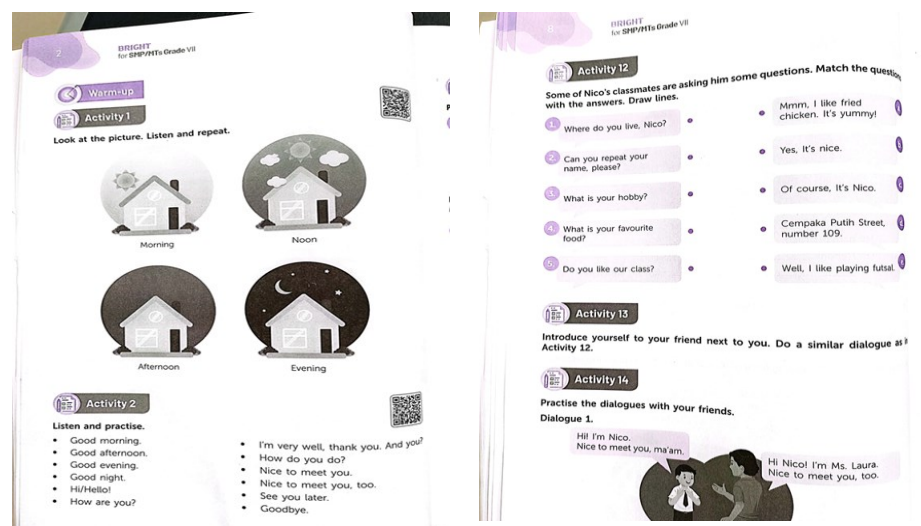 2
BRIGHT
for SMP/MTs Grade VII
Warm-up
Activity 1
Look at the picture. Listen and repeat.
Morning
Noon
Afternoon
Evening
Activity 2
Listen and practise.
• Good morning.
• Good afternoon.
• Good evening.
• Good night.
• Hi/Hello!
• How are you?
• I'm very well, thank you. And you?
• How do you do?
• Nice to meet you.
• Nice to meet you, too.
• See you later.
• Goodbye.
8
BRIGHT
for SMP/MTs Grade VII
Activity 12
Some of Nico's classmates are asking him some questions. Match the question
with the answers. Draw lines.
1. Where do you live, Nico?
2. Can you repeat your
name, please?
3. What is your hobby?
4. What is your favourite
food?
5. Do you like our class?
Mmm, I like fried
chicken. It's yummy!
Yes, It's nice.
Of course, It's Nico.
Cempaka Putih Street,
number 109.
Well, I like playing futsal.
Activity 13
Introduce yourself to your friend next to you. Do a similar dialogue as
Activity 12.
Activity 14
Practise the dialogues with your friends.
Dialogue 1.
Hi! I'm Nico.
Nice to meet you, ma'am.
Hi Nico! I'm Ms. Laura.
Nice to meet you, too.